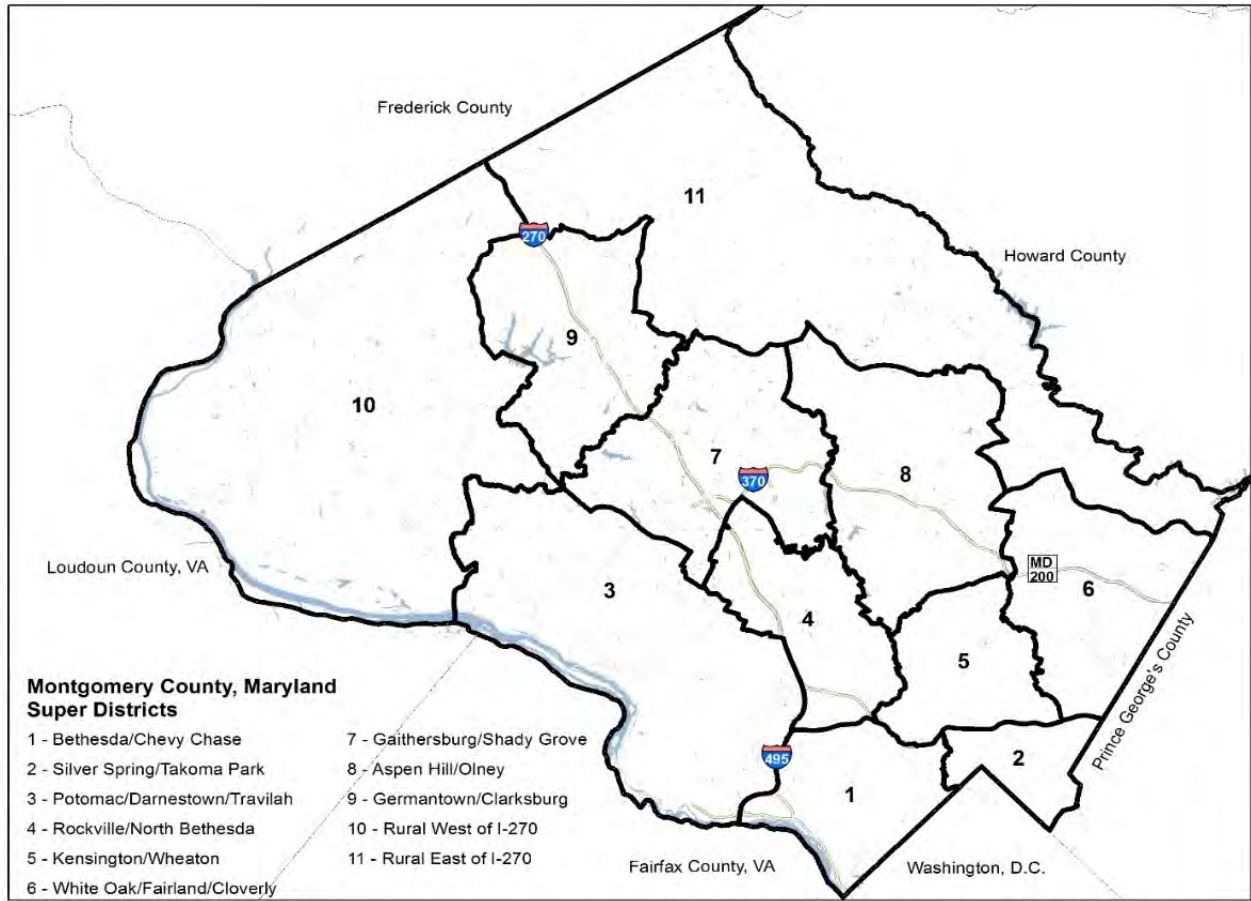 Frederick County
11
270
Howard County
9
10
7
370
8
Loudoun County, VA
MD
200
6
3
4
5
Prince George's County
Montgomery County, Maryland
Super Districts
1 - Bethesda/Chevy Chase
2 - Silver Spring/Takoma Park
3 - Potomac/Darnestown/Travilah
4 - Rockville/North Bethesda
5 - Kensington/Wheaton
6 - White Oak/Fairland/Cloverly
7 - Gaithersburg/Shady Grove
8 - Aspen Hill/Olney
9 - Germantown/Clarksburg
10 - Rural West of I-270
11 - Rural East of I-270
495
2
1
Fairfax County, VA
Washington, D.C.